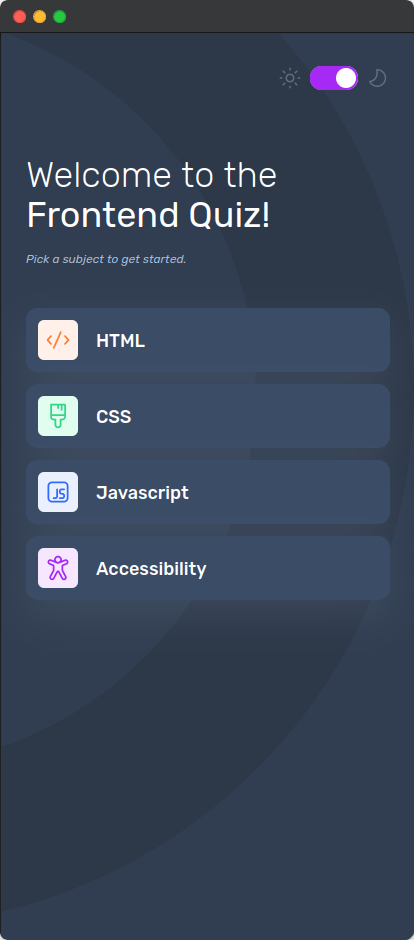 Welcome to the
Frontend Quiz!
Pick a subject to get started.
HTML
CSS
JS
Javascript
Accessibility